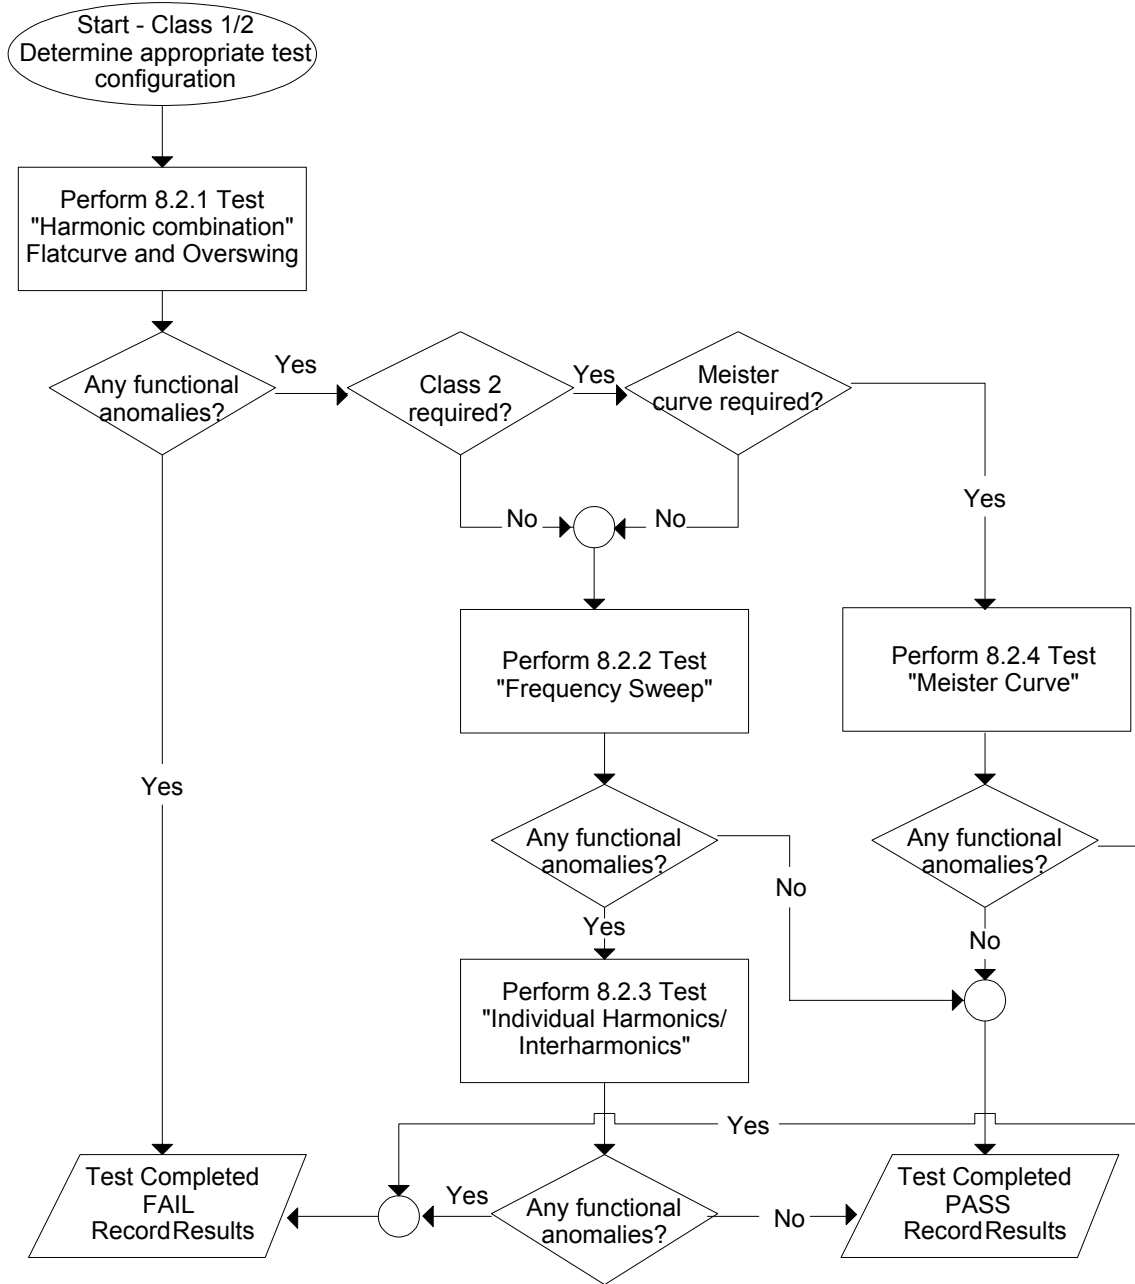 Start - Class 1/2
Determine appropriate test
configuration
Perform 8.2.1 Test
"Harmonic combination"
Flatcurve and Overswing
Any functional
anomalies?
Yes
Class 2
required?
Yes
Meister
curve required?
Yes
No
No
Perform 8.2.2 Test
"Frequency Sweep"
Perform 8.2.4 Test
"Meister Curve"
Yes
Any functional
anomalies?
No
Any functional
anomalies?
Yes
No
Perform 8.2.3 Test
"Individual Harmonics/
Interharmonics"
Yes
Test Completed
FAIL
RecordResults
Yes
Any functional
anomalies?
No
Test Completed
PASS
RecordResults